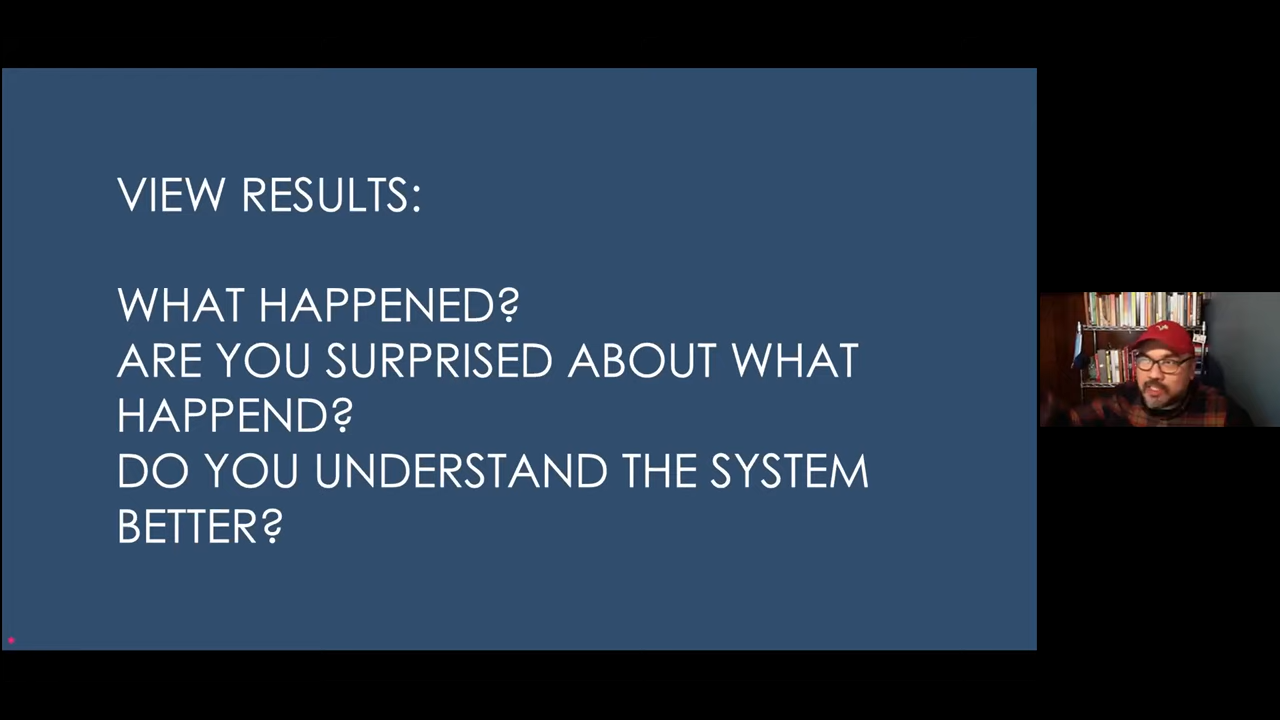 VIEW RESULTS:
WHAT HAPPENED?
ARE YOU SURPRISED ABOUT WHAT
HAPPEND?
DO YOU UNDERSTAND THE SYSTEM
BETTER?